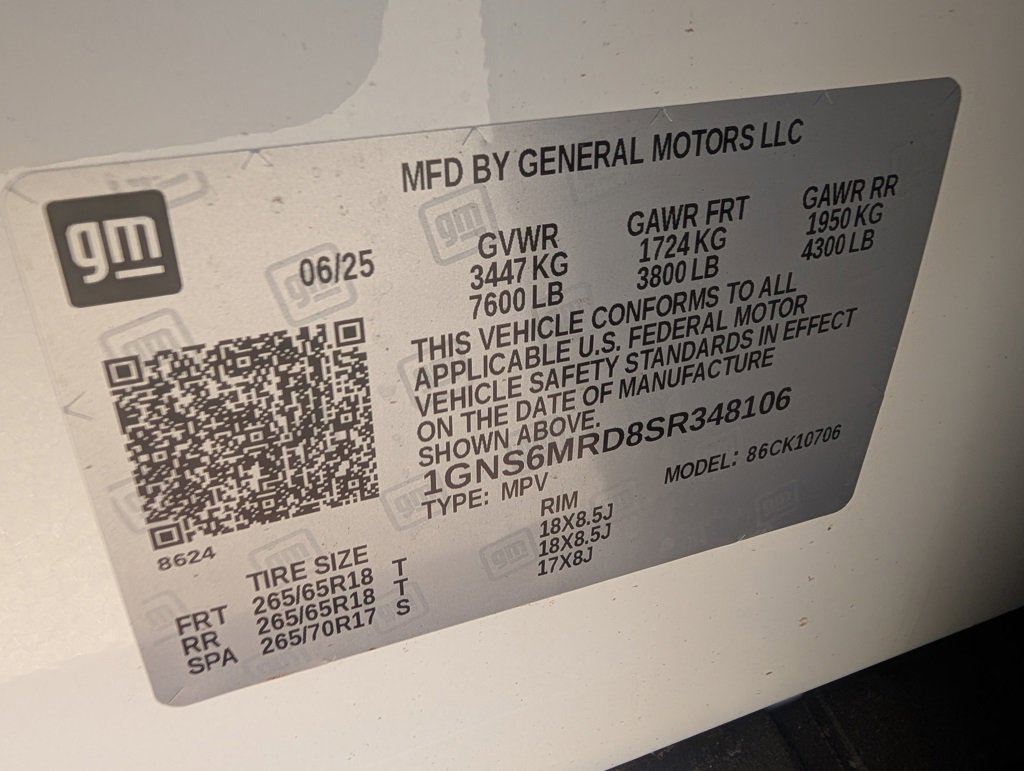 MFD BY GENERAL MOTORS LLC
gm
06/25
GVWR GAWR FRT GAWR RR
3447 KG 1724 KG 1950 KG
7600 LB 3800 LB 4300 LB
THIS VEHICLE CONFORMS TO ALL
APPLICABLE U.S. FEDERAL MOTOR
VEHICLE SAFETY STANDARDS IN EFFECT
ON THE DATE OF MANUFACTURE
SHOWN ABOVE.
1GNS6MRD8SR348106
TYPE: MPV MODEL: 86CK10706
8624
TIRE SIZE RIM
FRT 265/65R18 T 18X8.5J
RR 265/65R18 T 18X8.5J
SPA 265/70R17 S 17X8J